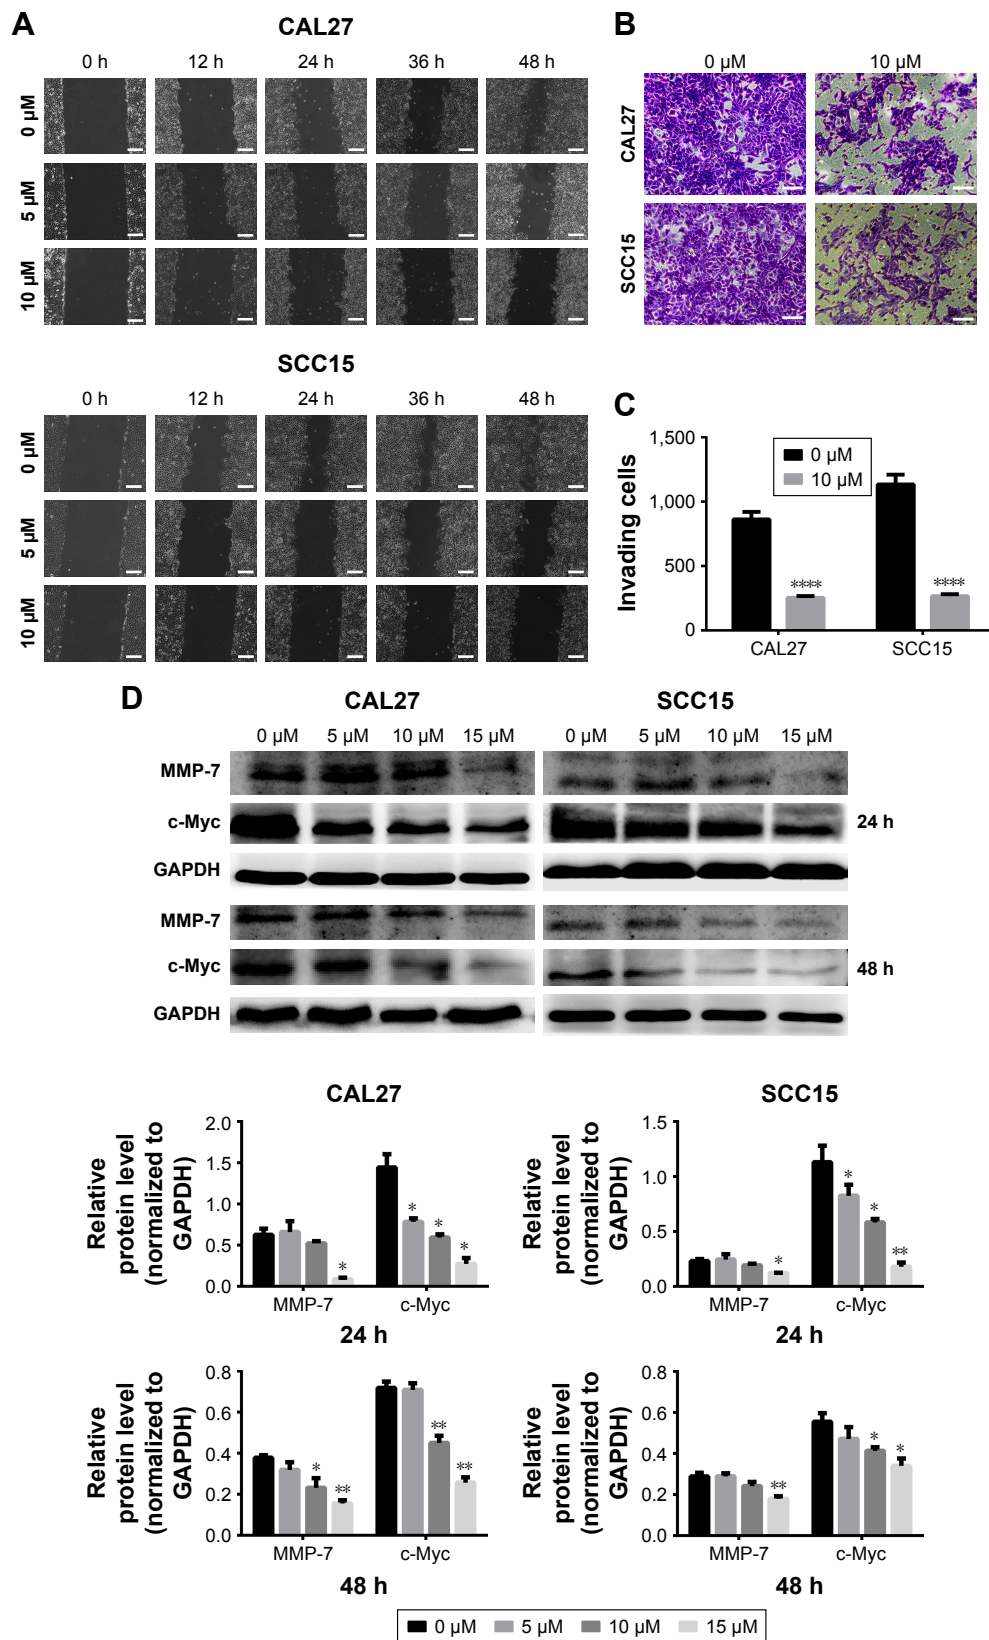 A
CAL27
0 h 12 h 24 h 36 h 48 h
0 µM
5 µM
10 µM
SCC15
0 h 12 h 24 h 36 h 48 h
0 µM
5 µM
10 µM
B
0 µM 10 µM
CAL27
SCC15
C
Invading cells
1,500
1,000
500
0
0 µM
10 µM
****
****
CAL27 SCC15
D
CAL27 SCC15
0 µM 5 µM 10 µM 15 µM 0 µM 5 µM 10 µM 15 µM
MMP-7
c-Myc 24 h
GAPDH
MMP-7
c-Myc 48 h
GAPDH
CAL27
Relative
protein level
(normalized to
GAPDH)
2.0
1.5
1.0
0.5
0.0
*
* * *
MMP-7 c-Myc
24 h
SCC15
Relative
protein level
(normalized to
GAPDH)
1.5
1.0
0.5
0.0
*
* * **
MMP-7 c-Myc
24 h
Relative
protein level
(normalized to
GAPDH)
0.8
0.6
0.4
0.2
0.0
* **
** **
MMP-7 c-Myc
48 h
Relative
protein level
(normalized to
GAPDH)
0.8
0.6
0.4
0.2
0.0
**
* *
MMP-7 c-Myc
48 h
0 µM 5 µM 10 µM 15 µM